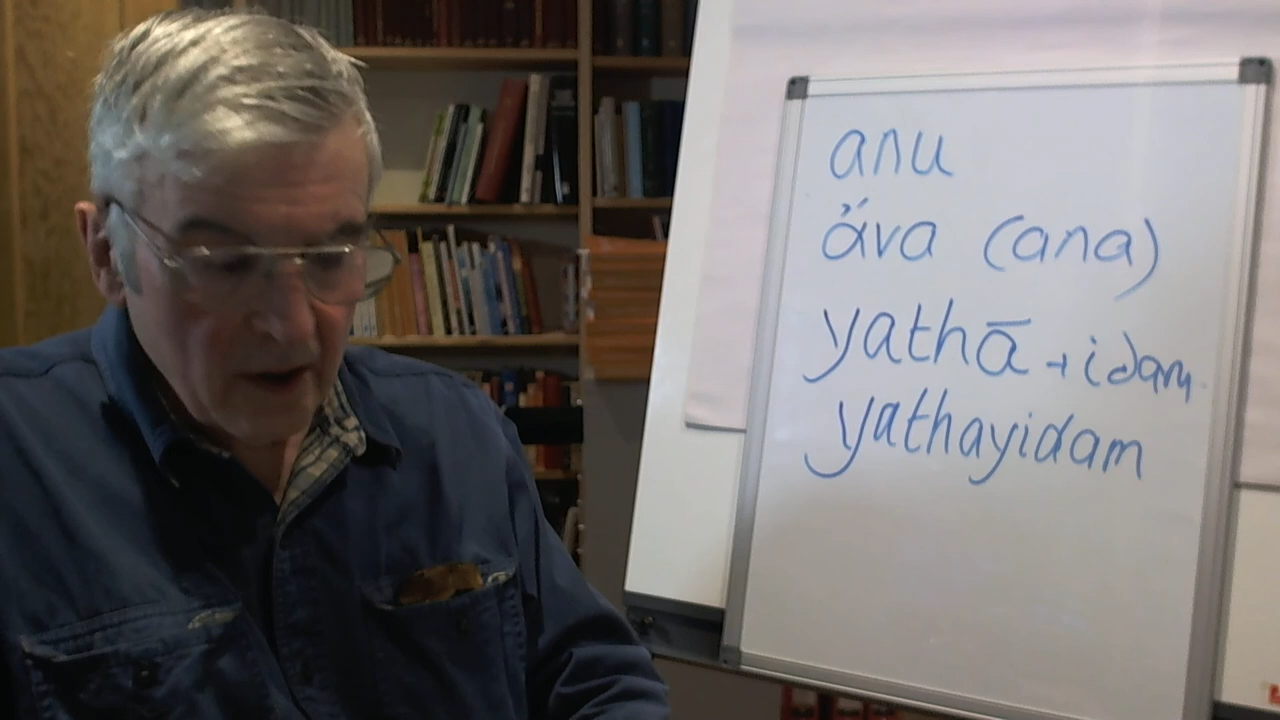 anu
ǎva (ana)
yathā + idam
yathayidam